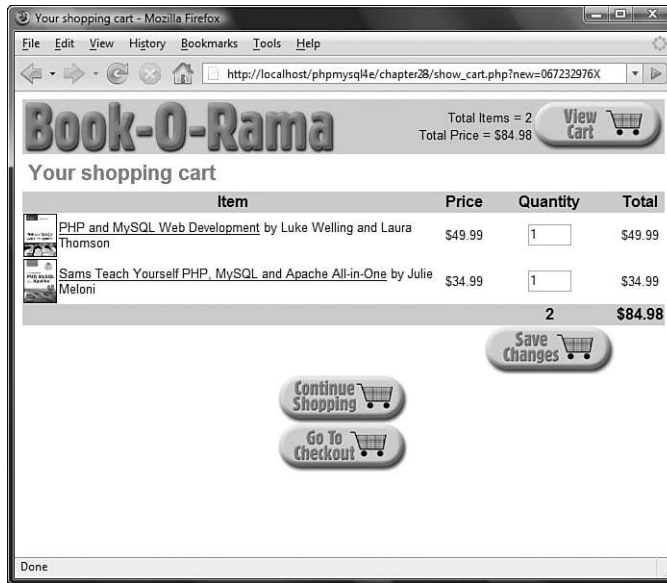 Your shopping cart - Mozilla Firefox
File Edit View History Bookmarks Tools Help
http://localhost/phpmysql4e/chapter28/show_cart.php?new=067232976X
Book-O-Rama
Total Items = 2
Total Price = $84.98
View Cart
Your shopping cart
Item Price Quantity Total
PHP and MySQL Web Development by Luke Welling and Laura
Thomson
$49.99 1 $49.99
Sams Teach Yourself PHP, MySQL and Apache All-in-One by Julie
Meloni
$34.99 1 $34.99
2 $84.98
Save
Changes
Continue
Shopping
Go To
Checkout
Done